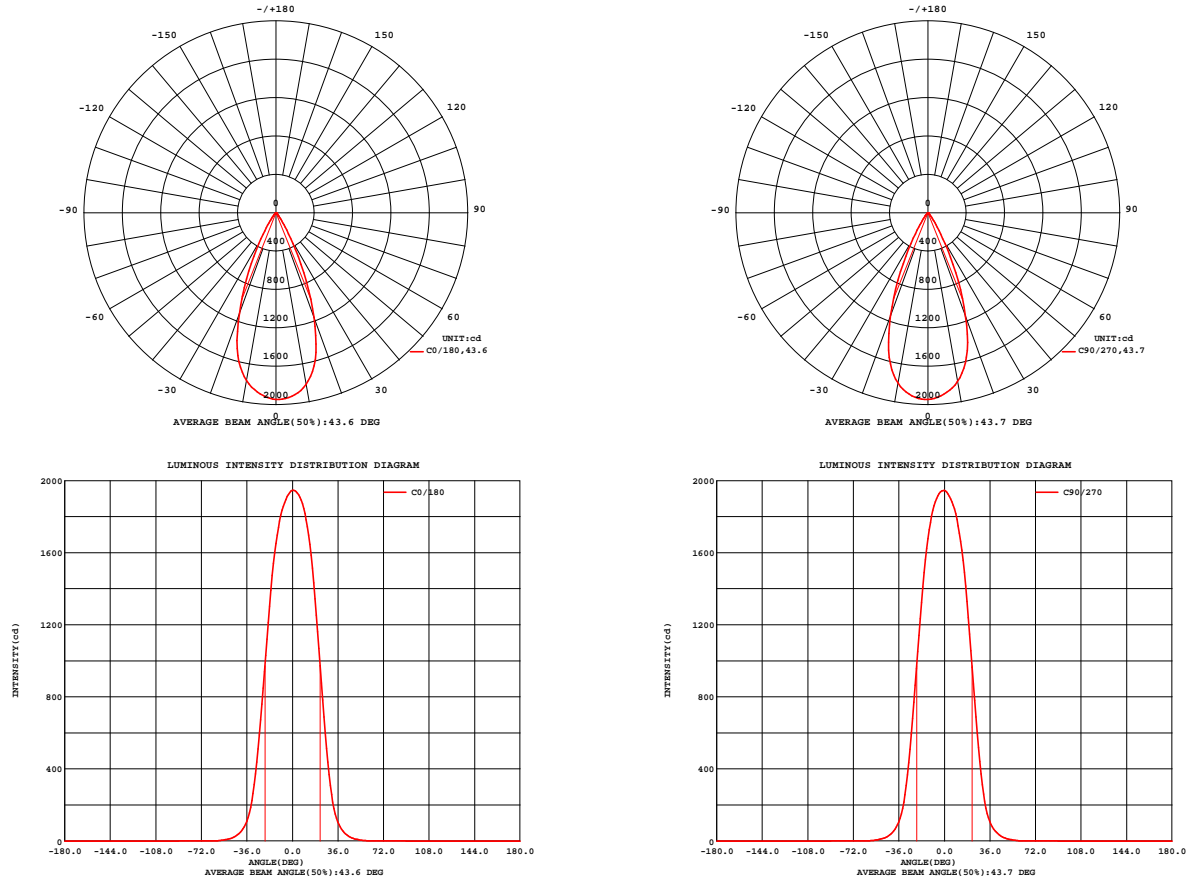 -/+180
-150
150
-120
120
-90
90
0
400
800
1200
1600
2000
-60
60
-30
30
0
UNIT:cd
C0/180,43.6
AVERAGE BEAM ANGLE(50%):43.6 DEG
-/+180
-150
150
-120
120
-90
90
0
400
800
1200
1600
2000
-60
60
-30
30
0
UNIT:cd
C90/270,43.7
AVERAGE BEAM ANGLE(50%):43.7 DEG
LUMINOUS INTENSITY DISTRIBUTION DIAGRAM
C0/180
2000
1600
1200
800
400
0
INTENSITY(cd)
-180.0 -144.0 -108.0 -72.0 -36.0 0.0 36.0 72.0 108.0 144.0 180.0
ANGLE(DEG)
AVERAGE BEAM ANGLE(50%):43.6 DEG
LUMINOUS INTENSITY DISTRIBUTION DIAGRAM
C90/270
2000
1600
1200
800
400
0
INTENSITY(cd)
-180.0 -144.0 -108.0 -72.0 -36.0 0.0 36.0 72.0 108.0 144.0 180.0
ANGLE(DEG)
AVERAGE BEAM ANGLE(50%):43.7 DEG